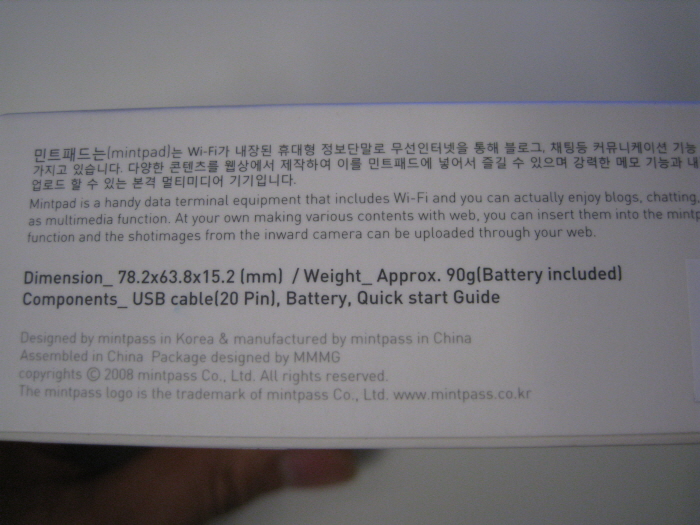 민트패드는(mintpad)는 Wi-Fi가 내장된 휴대형 정보단말로 무선인터넷을 통해 블로그, 채팅등 커뮤니케이션 기능
가지고 있습니다. 다양한 콘텐츠를 웹상에서 제작하여 이를 민트패드에 넣어서 즐길 수 있으며 강력한 메모 기능과 내
업로드 할 수 있는 본격 멀티미디어 기기입니다.
Mintpad is a handy data terminal equipment that includes Wi-Fi and you can actually enjoy blogs, chatting,
as multimedia function. At your own making various contents with web, you can insert them into the mintp
function and the shotimages from the inward camera can be uploaded through your web.
Dimension_ 78.2x63.8x15.2 (mm) / Weight_ Approx. 90g(Battery included)
Components_ USB cable(20 Pin), Battery, Quick start Guide
Designed by mintpass in Korea & manufactured by mintpass in China
Assembled in China Package designed by MMMG
copyrights © 2008 mintpass Co., Ltd. All rights reserved.
The mintpass logo is the trademark of mintpass Co., Ltd. www.mintpass.co.kr